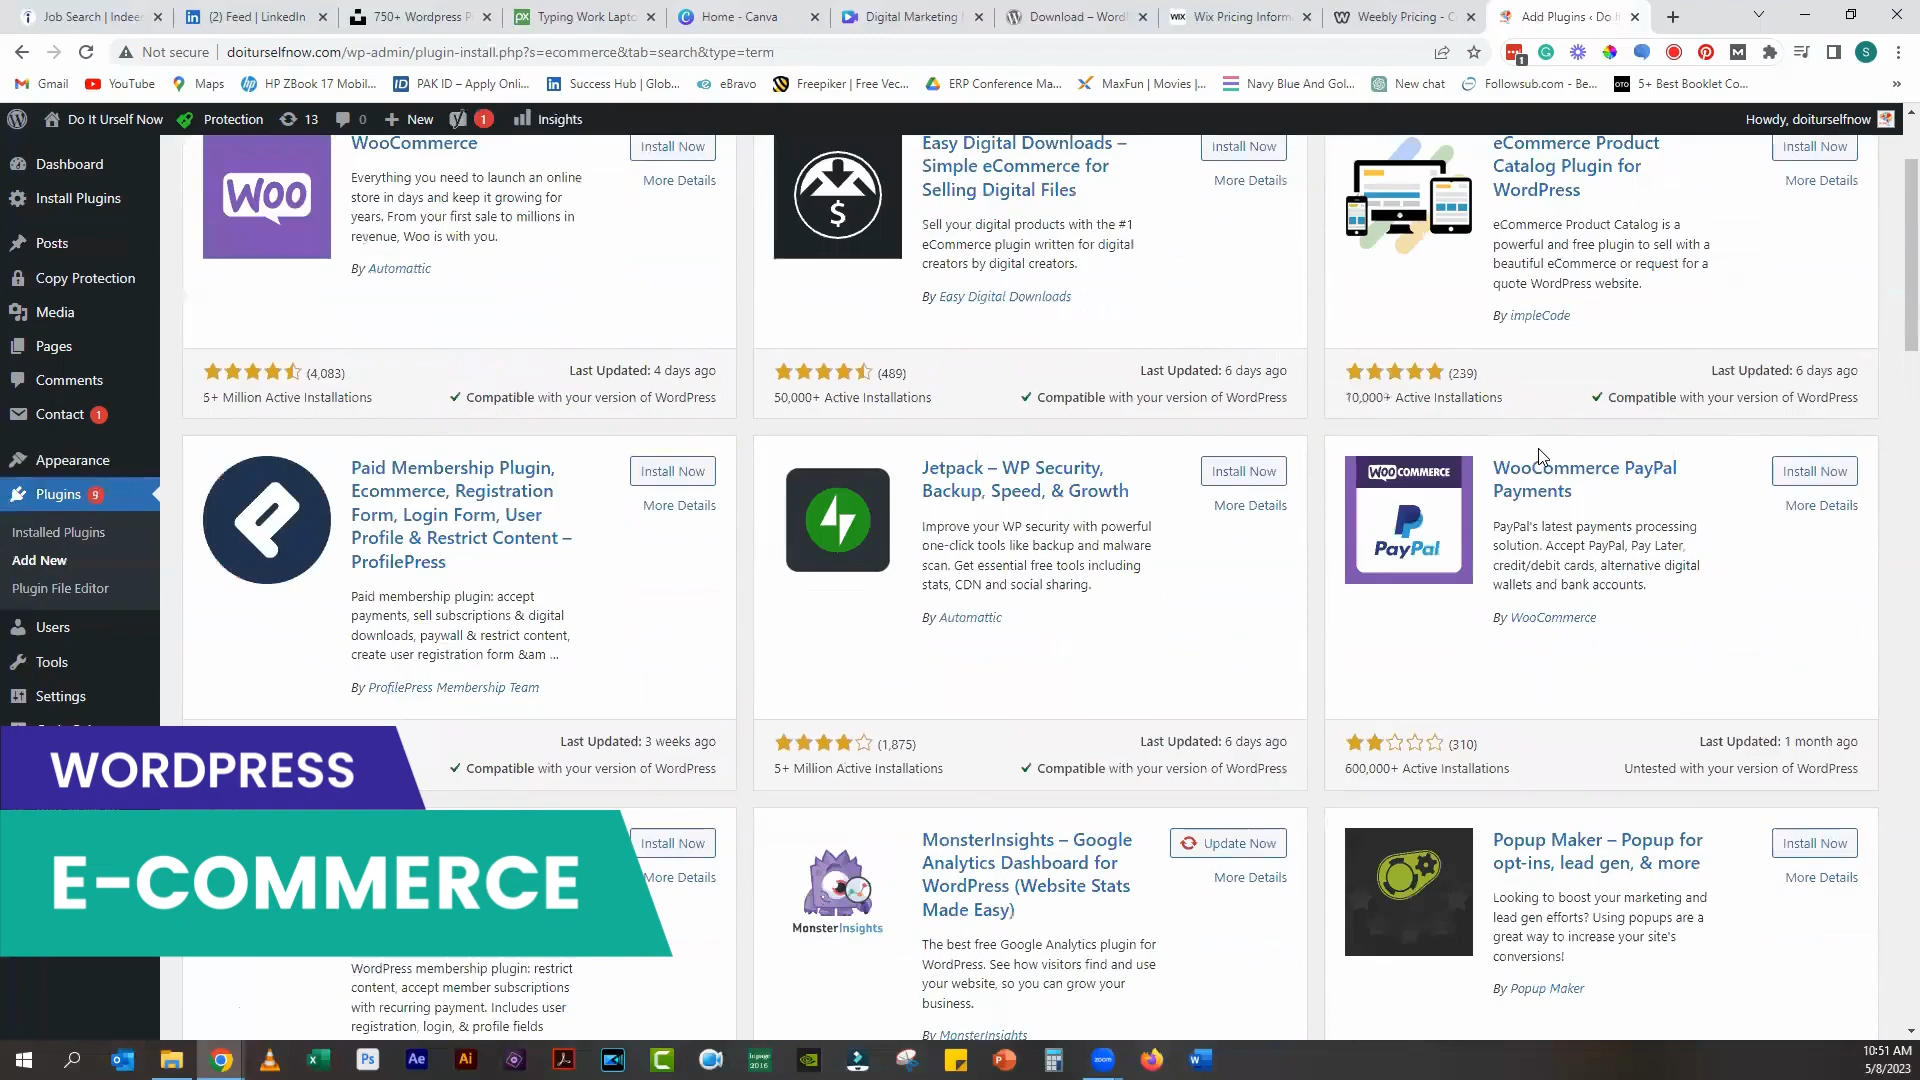 Job Search | Indee
(2) Feed | LinkedIn
750+ Wordpress P
Typing Work Lapt
Home - Canva
Digital Marketing
Download – Word
Wix Pricing Inform
Weebly Pricing - C
Add Plugins ‹ Do I
Not secure
doiturselfnow.com/wp-admin/plugin-install.php?s=ecommerce&tab=search&type=term
Gmail
YouTube
Maps
HP ZBook 17 Mobil...
PAK ID – Apply Onli...
Success Hub | Glob...
eBravo
Freepiker | Free Vec...
ERP Conference Ma...
MaxFun | Movies |...
Navy Blue And Gol...
New chat
Followsub.com - Be...
5+ Best Booklet Co...
Do It Urself Now
Protection
13
0
New
1
Insights
Howdy, doiturselfnow
Dashboard
Install Plugins
Posts
Copy Protection
Media
Pages
Comments
Contact 1
Appearance
Plugins 9
Installed Plugins
Add New
Plugin File Editor
Users
Tools
Settings
WOO
WooCommerce
Install Now
More Details
Everything you need to launch an online
store in days and keep it growing for
years. From your first sale to millions in
revenue, Woo is with you.
By Automattic
(4,083)
Last Updated: 4 days ago
5+ Million Active Installations
Compatible with your version of WordPress
Easy Digital Downloads –
Simple eCommerce for
Selling Digital Files
Install Now
More Details
Sell your digital products with the #1
eCommerce plugin written for digital
creators by digital creators.
By Easy Digital Downloads
(489)
Last Updated: 6 days ago
50,000+ Active Installations
Compatible with your version of WordPress
eCommerce Product
Catalog Plugin for
WordPress
Install Now
More Details
eCommerce Product Catalog is a
powerful and free plugin to sell with a
beautiful eCommerce or request for a
quote WordPress website.
By impleCode
(239)
Last Updated: 6 days ago
10,000+ Active Installations
Compatible with your version of WordPress
Paid Membership Plugin,
Ecommerce, Registration
Form, Login Form, User
Profile & Restrict Content –
ProfilePress
Install Now
More Details
Paid membership plugin: accept
payments, sell subscriptions & digital
downloads, paywall & restrict content,
create user registration form &am ...
By ProfilePress Membership Team
Last Updated: 3 weeks ago
Compatible with your version of WordPress
Jetpack – WP Security,
Backup, Speed, & Growth
Install Now
More Details
Improve your WP security with powerful
one-click tools like backup and malware
scan. Get essential free tools including
stats, CDN and social sharing.
By Automattic
(1,875)
Last Updated: 6 days ago
5+ Million Active Installations
Compatible with your version of WordPress
WOOCOMMERCE
PayPal
WooCommerce PayPal
Payments
Install Now
More Details
PayPal's latest payments processing
solution. Accept PayPal, Pay Later,
credit/debit cards, alternative digital
wallets and bank accounts.
By WooCommerce
(310)
Last Updated: 1 month ago
600,000+ Active Installations
Untested with your version of WordPress
WORDPRESS
E-COMMERCE
Install Now
More Details
WordPress membership plugin: restrict
content, accept member subscriptions
with recurring payment. Includes user
registration, login, & profile fields
MonsterInsights
MonsterInsights – Google
Analytics Dashboard for
WordPress (Website Stats
Made Easy)
Update Now
More Details
The best free Google Analytics plugin for
WordPress. See how visitors find and use
your website, so you can grow your
business.
By MonsterInsights
Popup Maker – Popup for
opt-ins, lead gen, & more
Install Now
More Details
Looking to boost your marketing and
lead gen efforts? Using popups are a
great way to increase your site's
conversions!
By Popup Maker
10:51 AM
5/8/2023